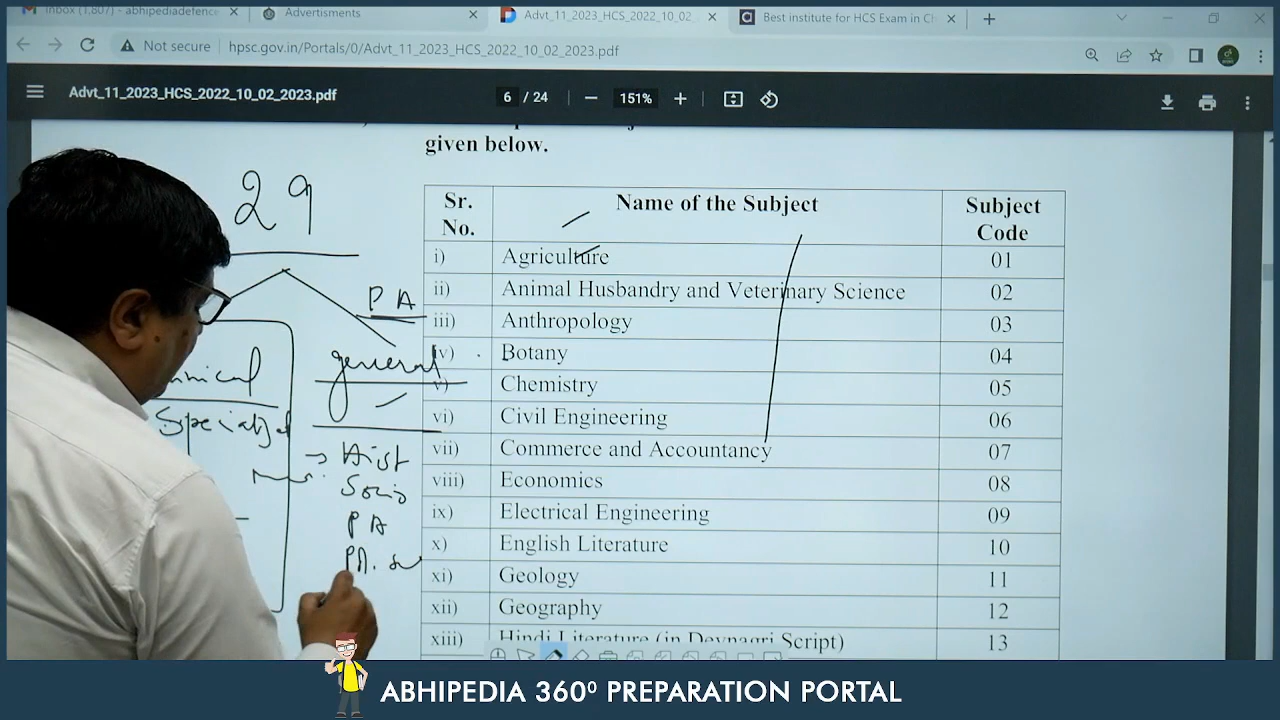 Inbox (1,807) - abhipediadefence
Advertisments
Advt_11_2023_HCS_2022_10_02
Best institute for HCS Exam in Ch
Not secure
hpsc.gov.in/Portals/0/Advt_11_2023_HCS_2022_10_02_2023.pdf
Advt_11_2023_HCS_2022_10_02_2023.pdf
6 / 24
151%
given below.
29
P A
general
Specialized
Hist
Socio
P A
Sr. No. Name of the Subject Subject Code
i) Agriculture 01
ii) Animal Husbandry and Veterinary Science 02
iii) Anthropology 03
iv) Botany 04
v) Chemistry 05
vi) Civil Engineering 06
vii) Commerce and Accountancy 07
viii) Economics 08
ix) Electrical Engineering 09
x) English Literature 10
xi) Geology 11
xii) Geography 12
xiii) Hindi Literature (in Devnagri Script) 13
ABHIPEDIA 360⁰ PREPARATION PORTAL